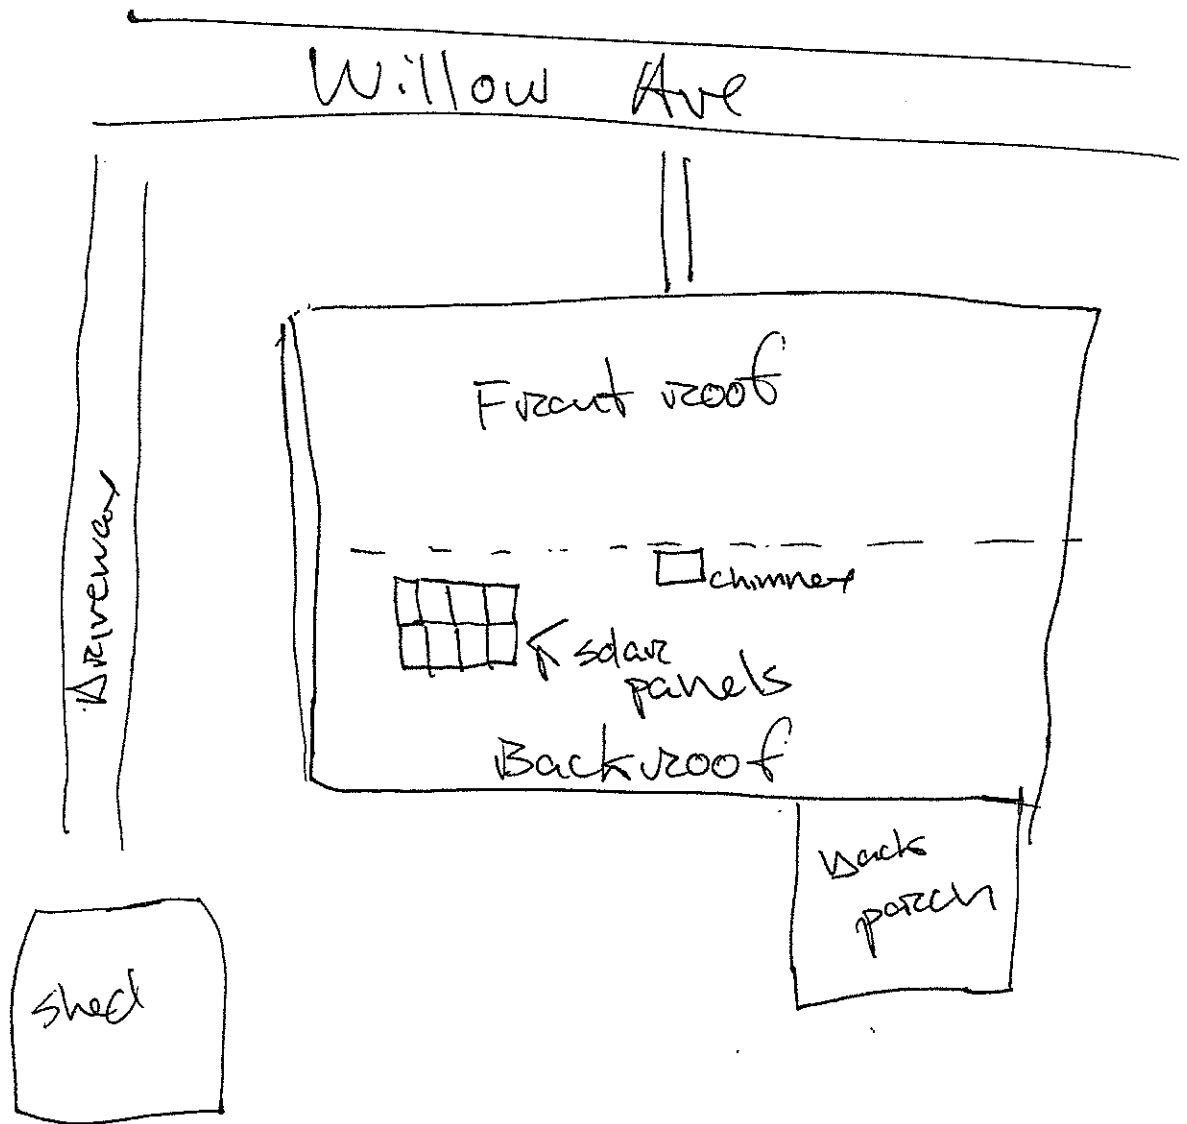 Willow Ave
Front roof
Driveway
chimney
solar
panels
Back roof
back
porch
shed